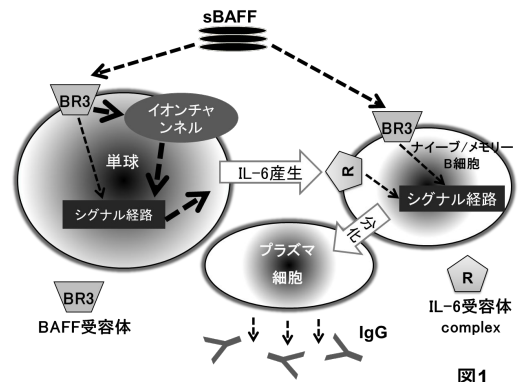 sBAFF
BR3
イオンチャ
ンネル
単球
シグナル経路
IL-6産生
R
BR3
ナイーブ/メモリー
B細胞
シグナル経路
分化
プラズマ
細胞
IgG
BR3
BAFF受容体
R
IL-6受容体
complex
図1